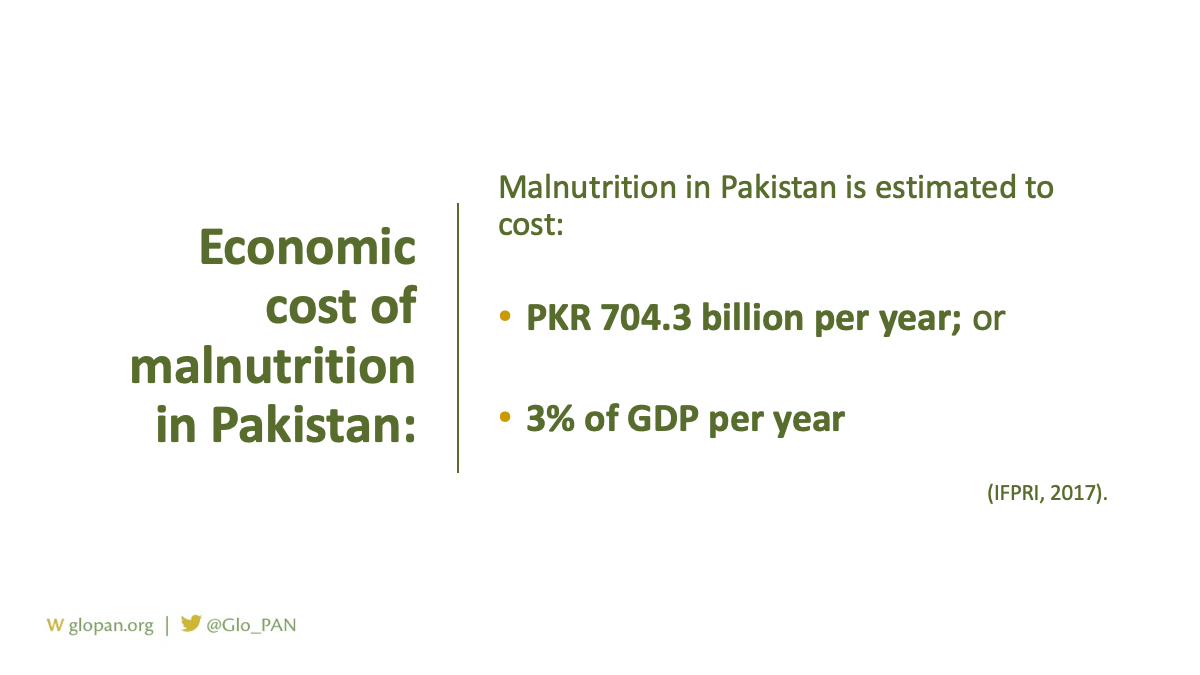 Economic
cost of
malnutrition
in Pakistan:
Malnutrition in Pakistan is estimated to
cost:
• PKR 704.3 billion per year; or
• 3% of GDP per year
(IFPRI, 2017).
W glopan.org | @Glo_PAN